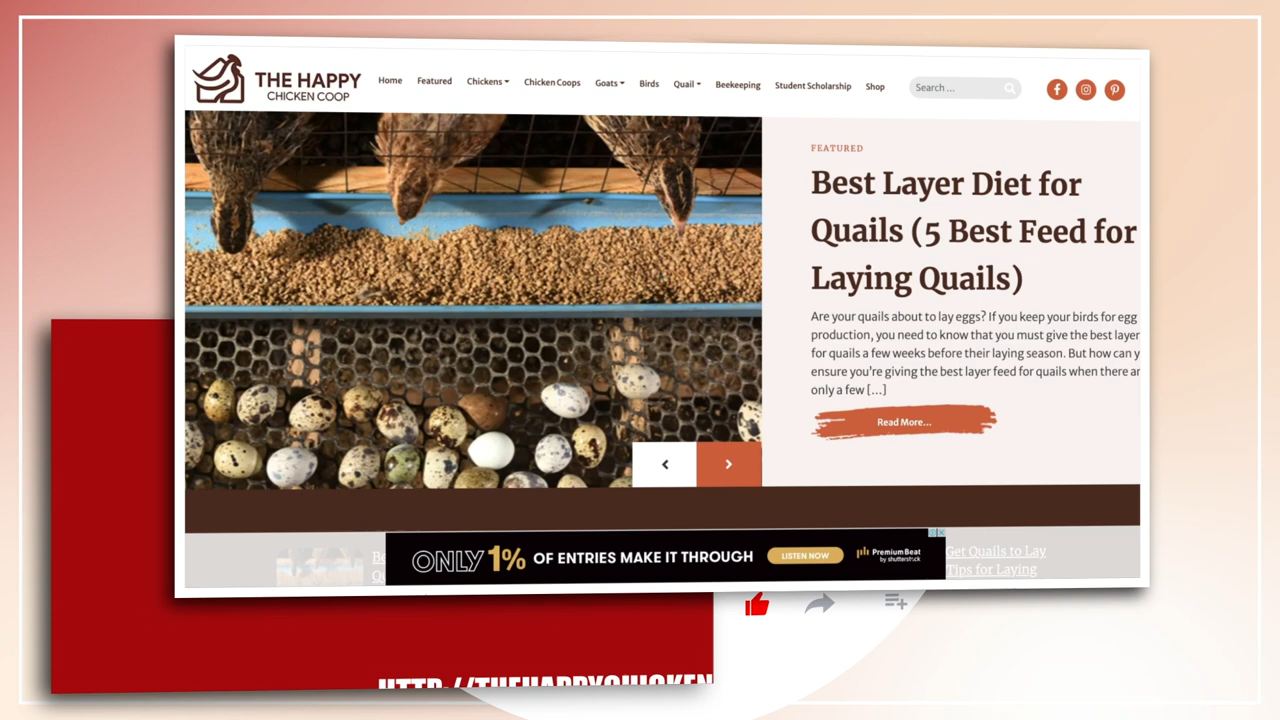 THE HAPPY
CHICKEN COOP
Home Featured Chickens Chicken Coops Goats Birds Quail Beekeeping Student Scholarship Shop
Search ...
FEATURED
Best Layer Diet for
Quails (5 Best Feed for
Laying Quails)
Are your quails about to lay eggs? If you keep your birds for egg
production, you need to know that you must give the best layer
for quails a few weeks before their laying season. But how can y
ensure you're giving the best layer feed for quails when there ar
only a few [...]
Read More...
ONLY 1% OF ENTRIES MAKE IT THROUGH
LISTEN NOW
PremiumBeat
by shutterstock
Get Quails to Lay
Tips for Laying
HTTP://THEHAPPYCHICKEN